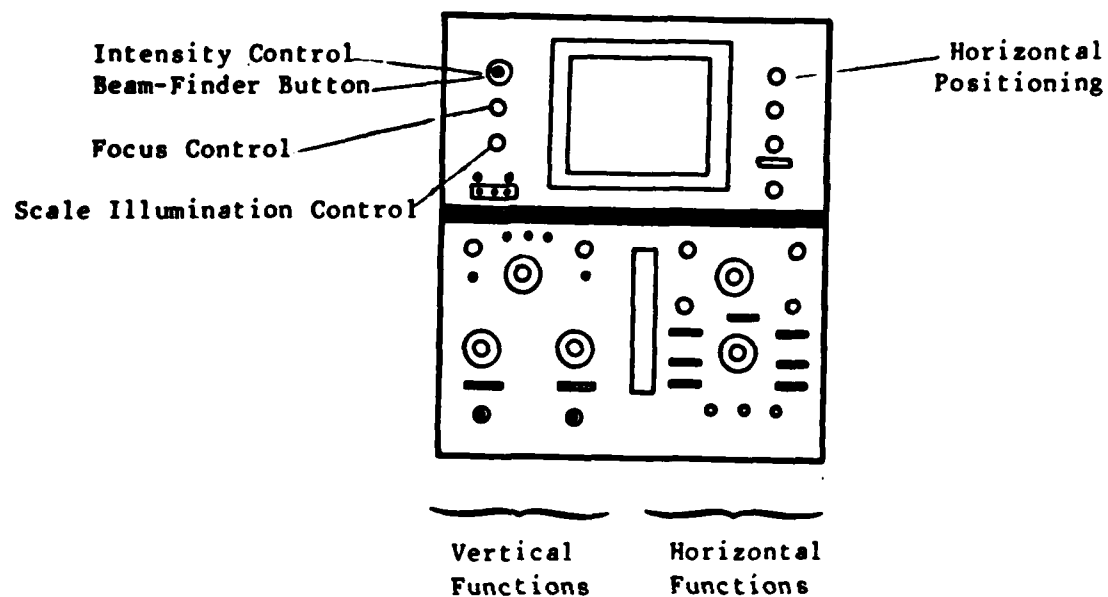 Intensity Control
Beam-Finder Button
Focus Control
Scale Illumination Control
Horizontal
Positioning
Vertical
Functions
Horizontal
Functions